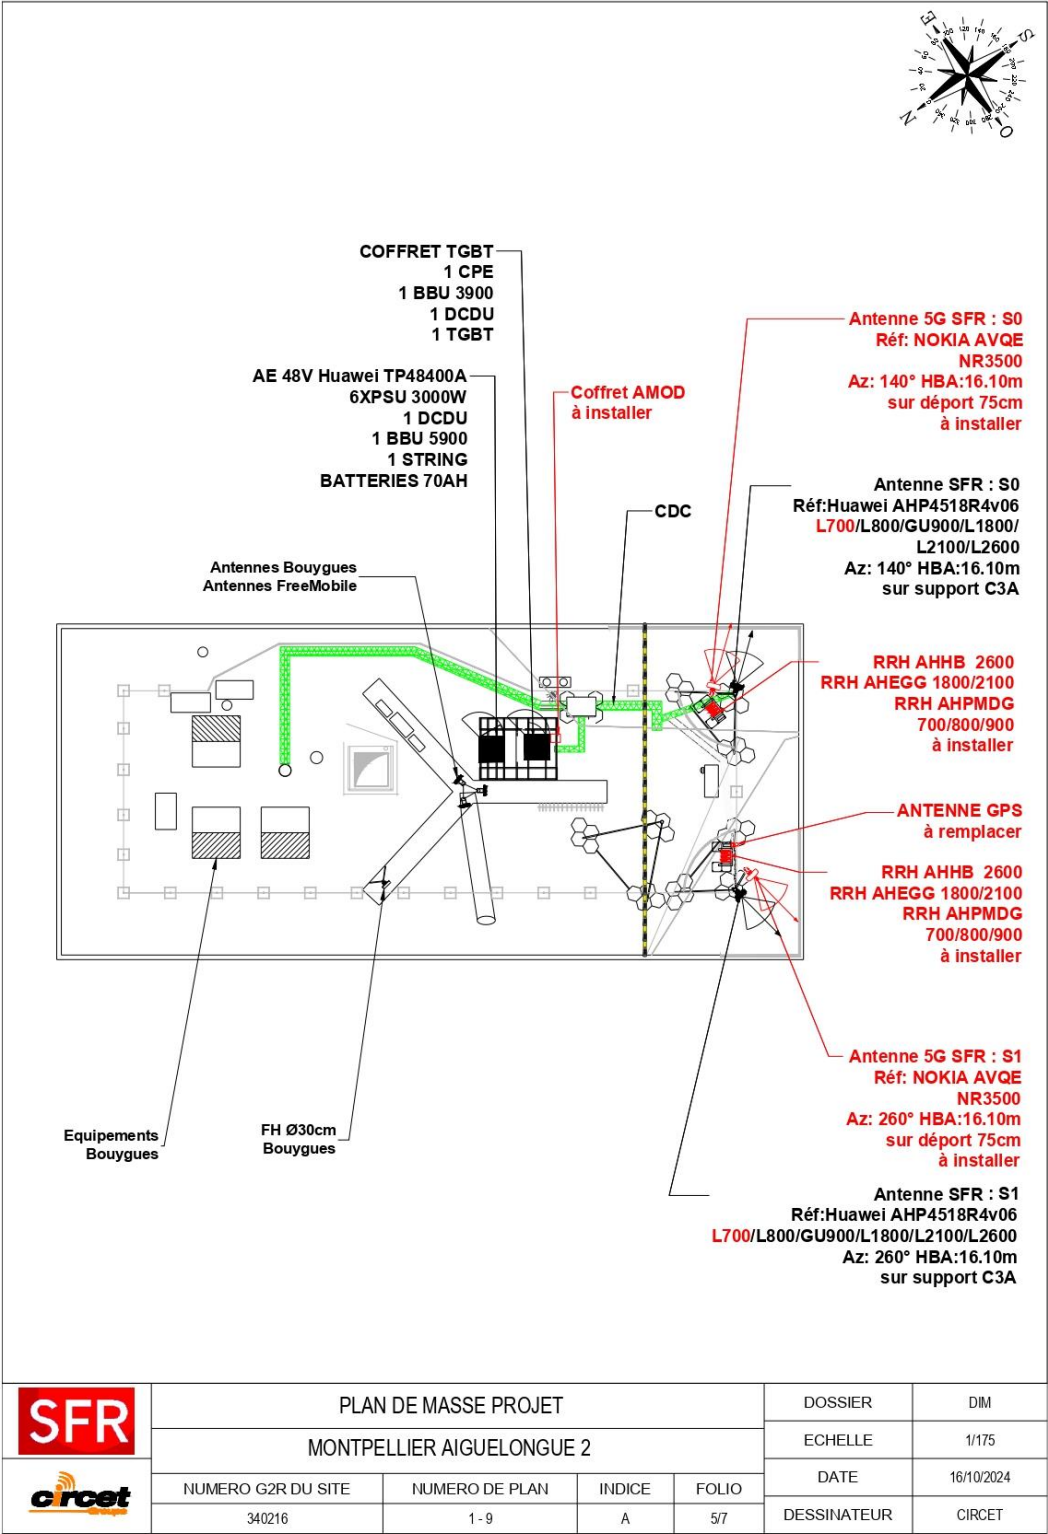 E
S
N
O
COFFRET TGBT
1 CPE
1 BBU 3900
1 DCDU
1 TGBT
AE 48V Huawei TP48400A
6XPSU 3000W
1 DCDU
1 BBU 5900
1 STRING
BATTERIES 70AH
Coffret AMOD
à installer
CDC
Antennes Bouygues
Antennes FreeMobile
Antenne 5G SFR : S0
Réf: NOKIA AVQE
NR3500
Az: 140° HBA:16.10m
sur déport 75cm
à installer
Antenne SFR : S0
Réf:Huawei AHP4518R4v06
L700/L800/GU900/L1800/
L2100/L2600
Az: 140° HBA:16.10m
sur support C3A
RRH AHHB 2600
RRH AHEGG 1800/2100
RRH AHPMDG
700/800/900
à installer
ANTENNE GPS
à remplacer
RRH AHHB 2600
RRH AHEGG 1800/2100
RRH AHPMDG
700/800/900
à installer
Antenne 5G SFR : S1
Réf: NOKIA AVQE
NR3500
Az: 260° HBA:16.10m
sur déport 75cm
à installer
Equipements
Bouygues
FH Ø30cm
Bouygues
Antenne SFR : S1
Réf:Huawei AHP4518R4v06
L700/L800/GU900/L1800/L2100/L2600
Az: 260° HBA:16.10m
sur support C3A
SFR
circet
Groupe
PLAN DE MASSE PROJET
MONTPELLIER AIGUELONGUE 2
NUMERO G2R DU SITE
NUMERO DE PLAN
INDICE
FOLIO
340216
1 - 9
A
5/7
DOSSIER
DIM
ECHELLE
1/175
DATE
16/10/2024
DESSINATEUR
CIRCET